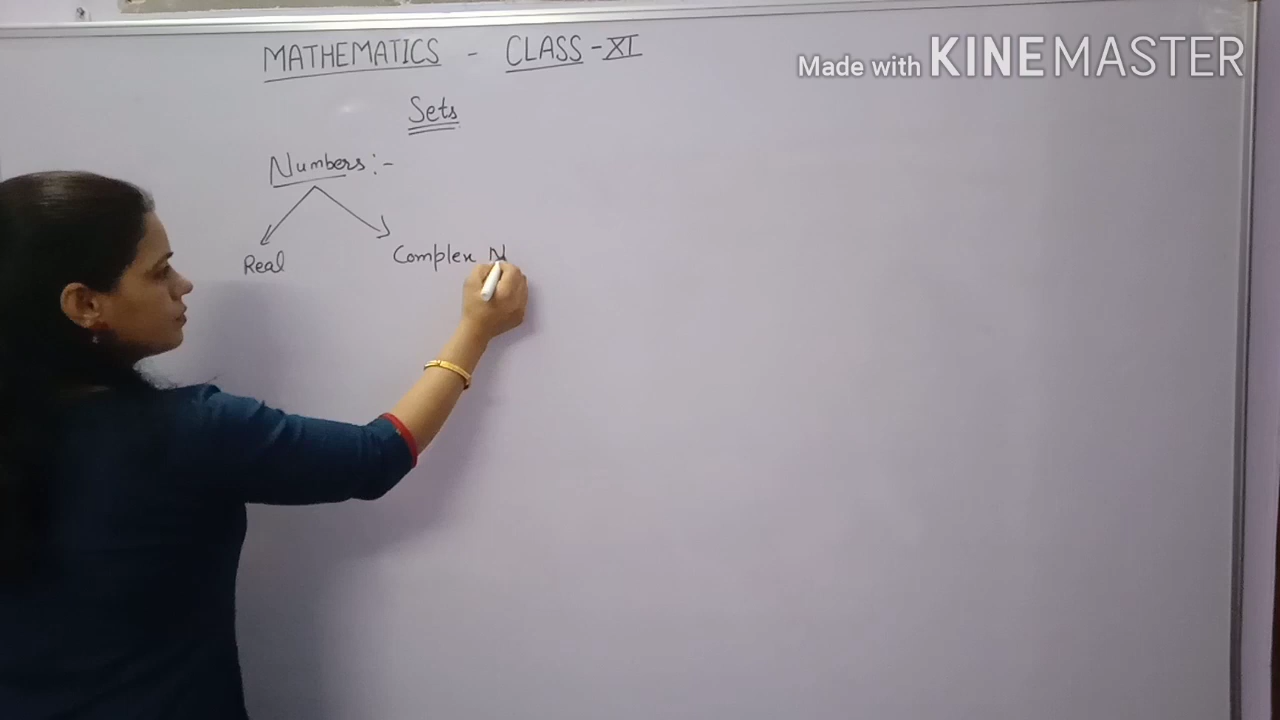 MATHEMATICS - CLASS - XI
Made with KINEMASTER
Sets
Numbers :-
Real Complex N